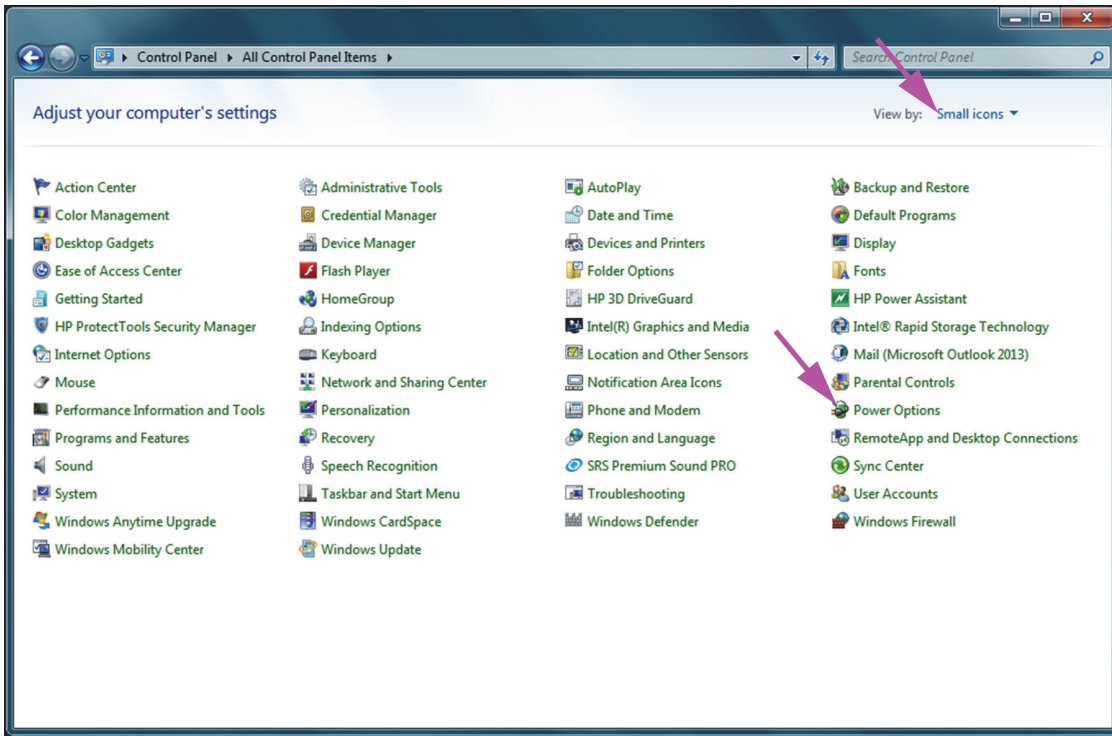 Control Panel All Control Panel Items Search Control Panel
Adjust your computer's settings View by: Small icons
Action Center Administrative Tools AutoPlay Backup and Restore
Color Management Credential Manager Date and Time Default Programs
Desktop Gadgets Device Manager Devices and Printers Display
Ease of Access Center Flash Player Folder Options Fonts
Getting Started HomeGroup HP 3D DriveGuard HP Power Assistant
HP ProtectTools Security Manager Indexing Options Intel(R) Graphics and Media Intel® Rapid Storage Technology
Internet Options Keyboard Location and Other Sensors Mail (Microsoft Outlook 2013)
Mouse Network and Sharing Center Notification Area Icons Parental Controls
Performance Information and Tools Personalization Phone and Modem Power Options
Programs and Features Recovery Region and Language RemoteApp and Desktop Connections
Sound Speech Recognition SRS Premium Sound PRO Sync Center
System Taskbar and Start Menu Troubleshooting User Accounts
Windows Anytime Upgrade Windows CardSpace Windows Defender Windows Firewall
Windows Mobility Center Windows Update